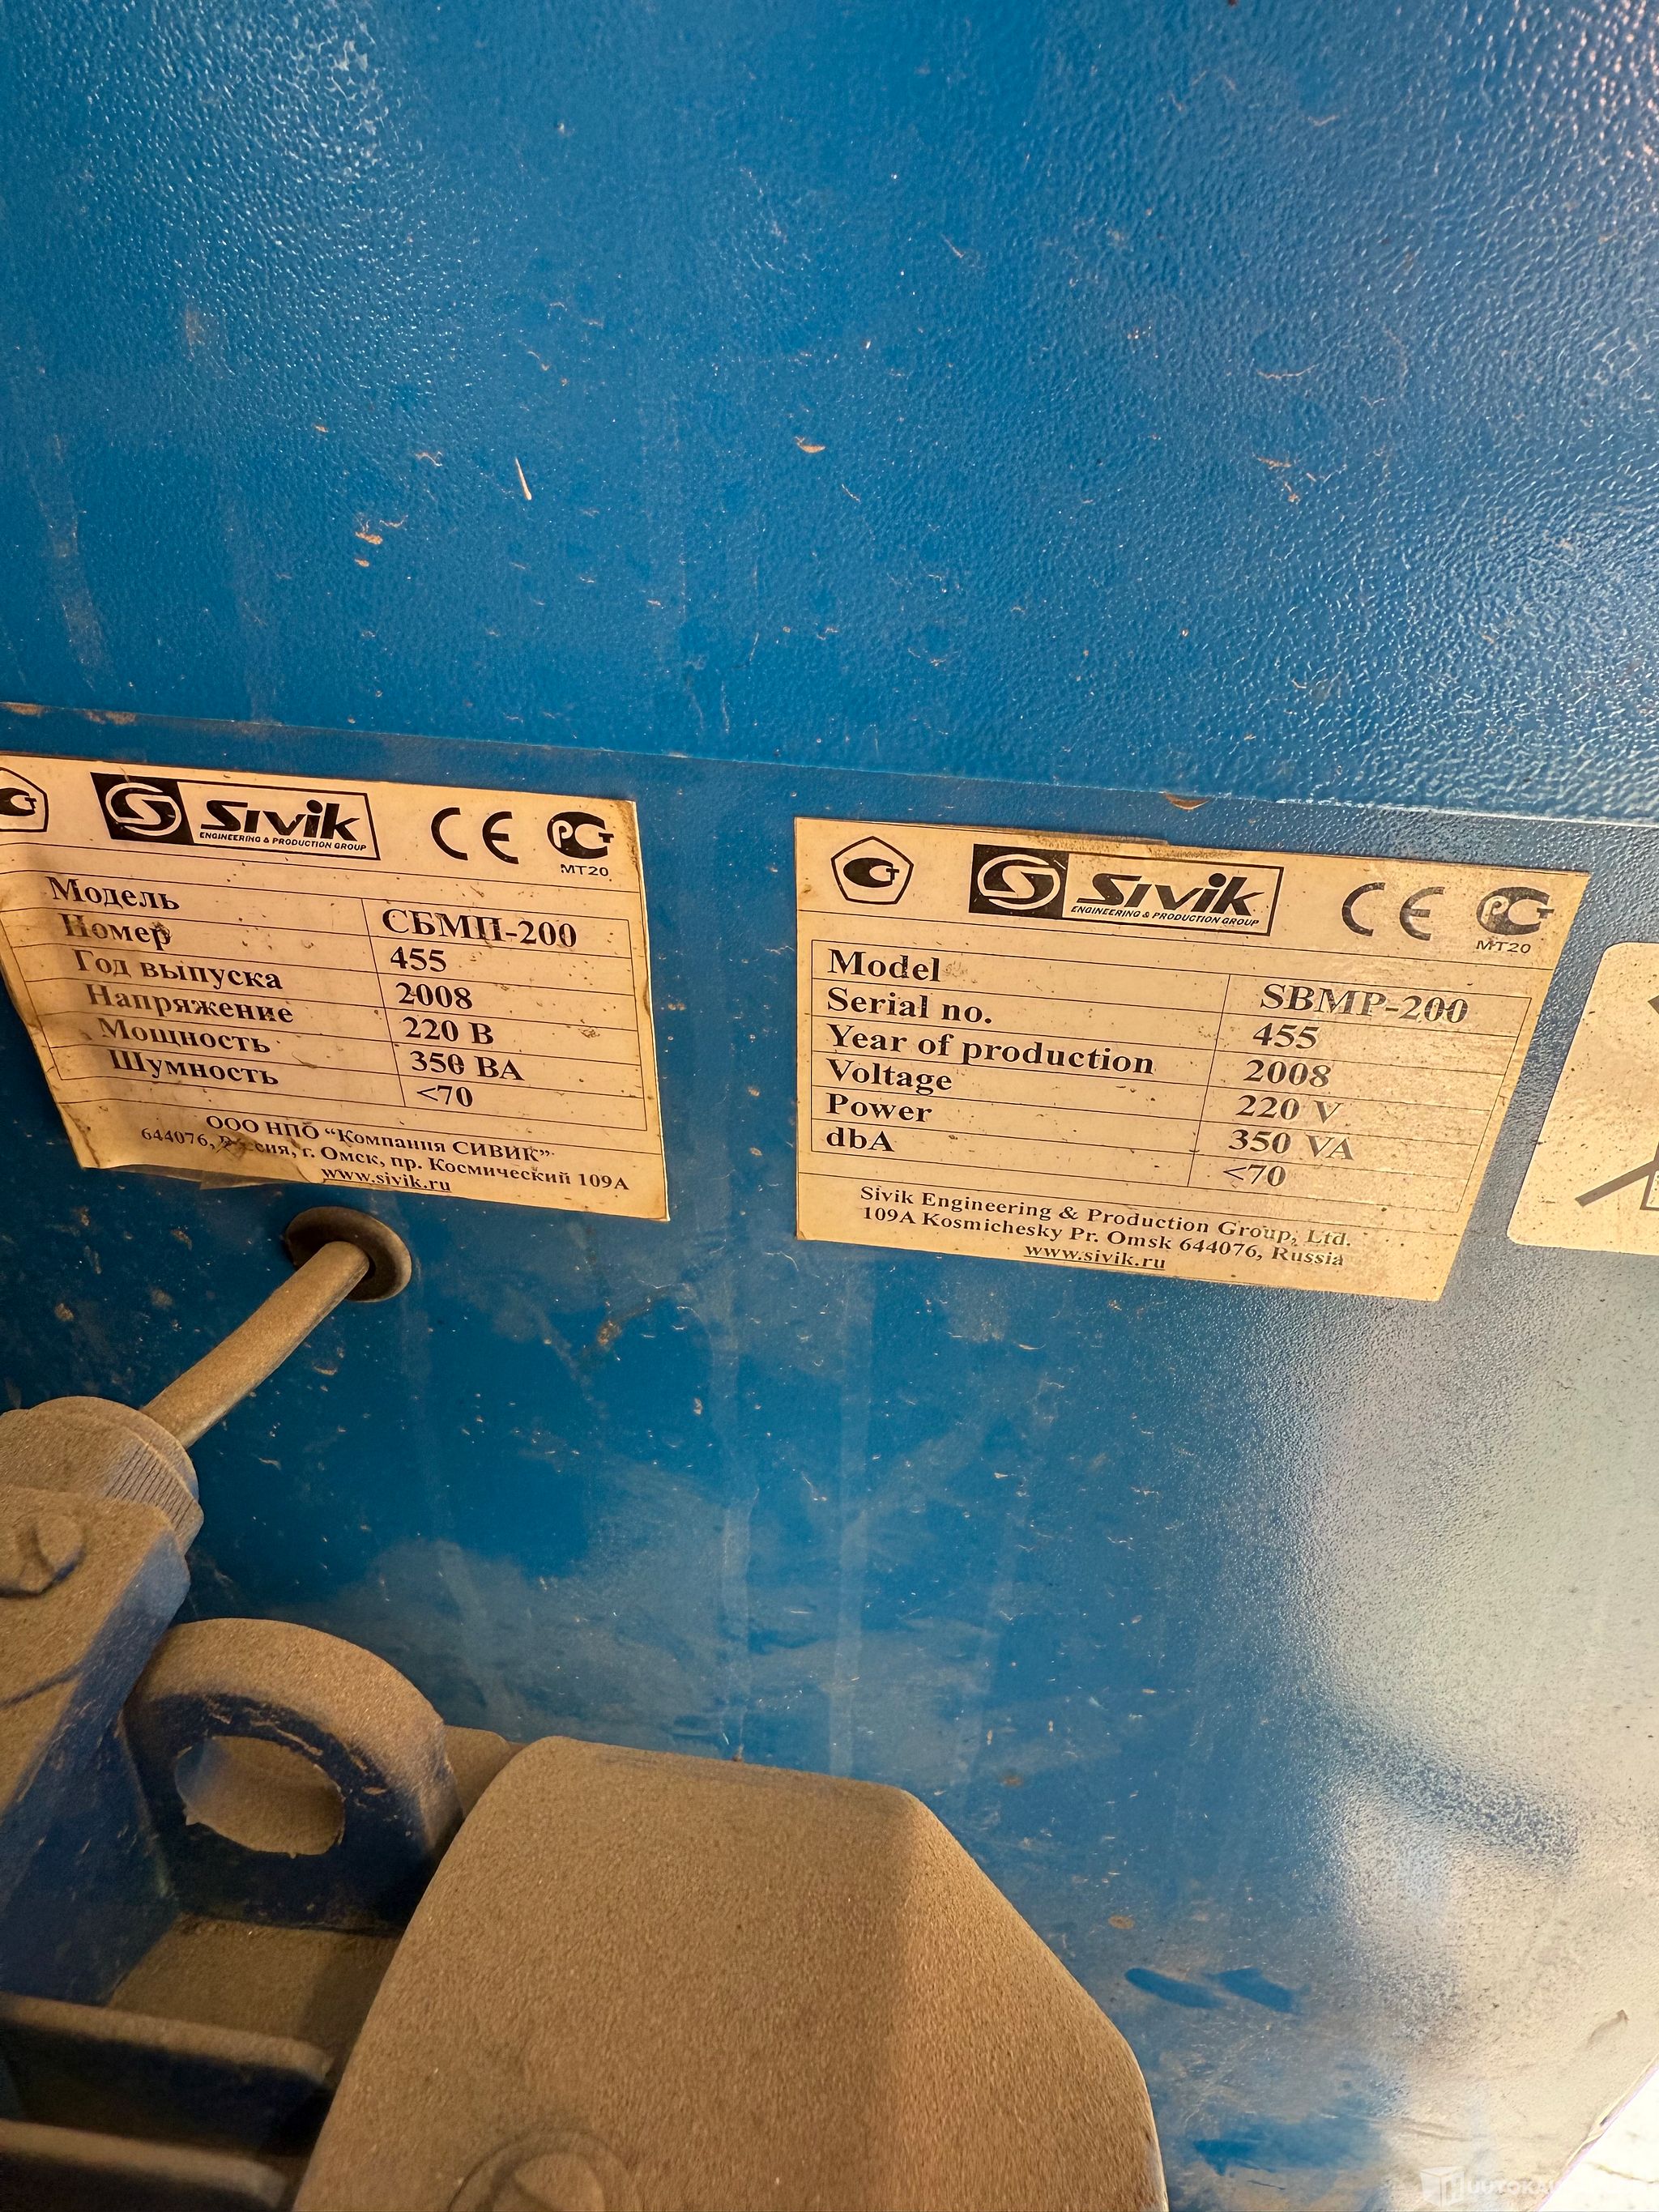 Sivik
ENGINEERING & PRODUCTION GROUP
CE
РСТ
МТ20
Модель СБМП-200
Номер 455
Год выпуска 2008
Напряжение 220 В
Мощность 350 ВА
Шумность <70
ООО НПО “Компания СИВИК”
644076, Россия, г. Омск, пр. Космический 109А
www.sivik.ru
Sivik
ENGINEERING & PRODUCTION GROUP
CE
РСТ
МТ20
Model SBMP-200
Serial no. 455
Year of production 2008
Voltage 220 V
Power 350 VA
dbA <70
Sivik Engineering & Production Group, Ltd.
109A Kosmichesky Pr. Omsk 644076, Russia
www.sivik.ru